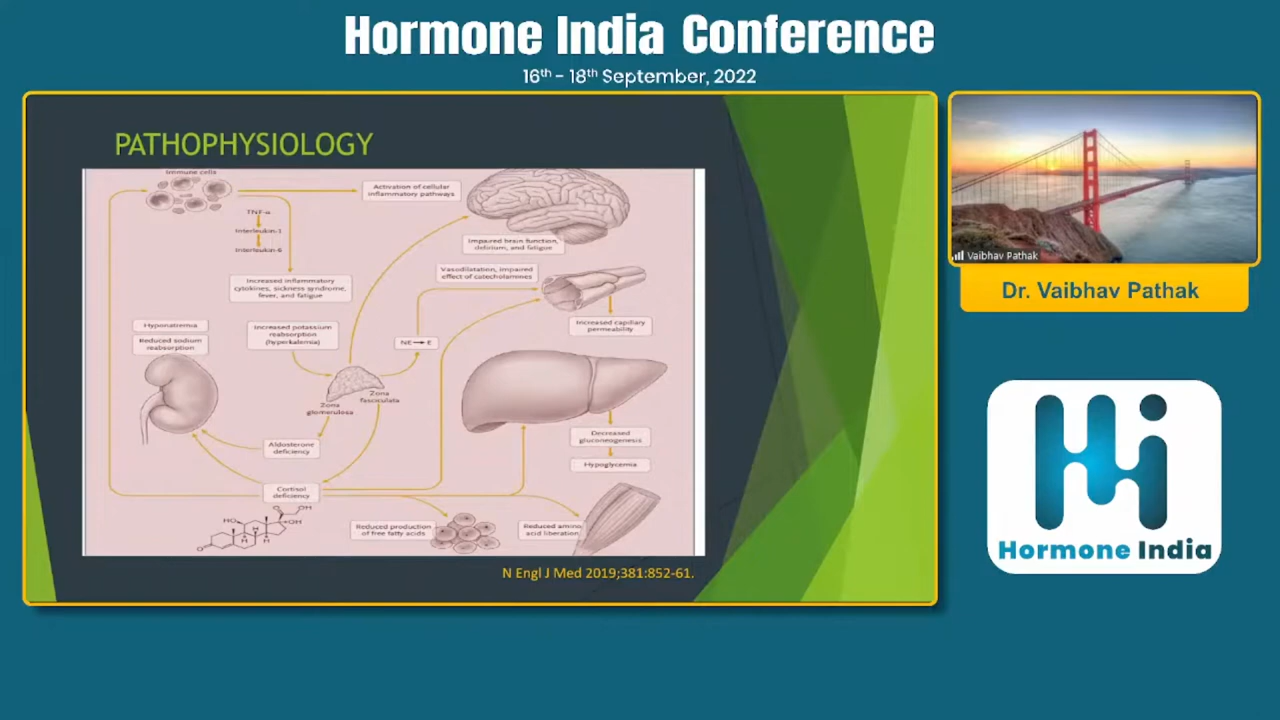 Hormone India Conference
16th - 18th September, 2022
PATHOPHYSIOLOGY
Immune cells
Activation of cellular
inflammatory pathways
TNF-α
Interleukin-1
Interleukin-6
Impaired brain function,
delirium, and fatigue
Vasodilatation, impaired
effect of catecholamines
Increased inflammatory
cytokines, sickness syndrome,
fever, and fatigue
Hyponatremia
Reduced sodium
reabsorption
Increased potassium
reabsorption
(hyperkalemia)
NE→E
Increased capillary
permeability
Zona
fasciculata
Zona
glomerulosa
Aldosterone
deficiency
Decreased
gluconeogenesis
Hypoglycemia
Cortisol
deficiency
HO
O
OH
OH
H
H
H
O
Reduced production
of free fatty acids
Reduced amino
acid liberation
N Engl J Med 2019;381:852-61.
Vaibhav Pathak
Dr. Vaibhav Pathak
Hi
Hormone India